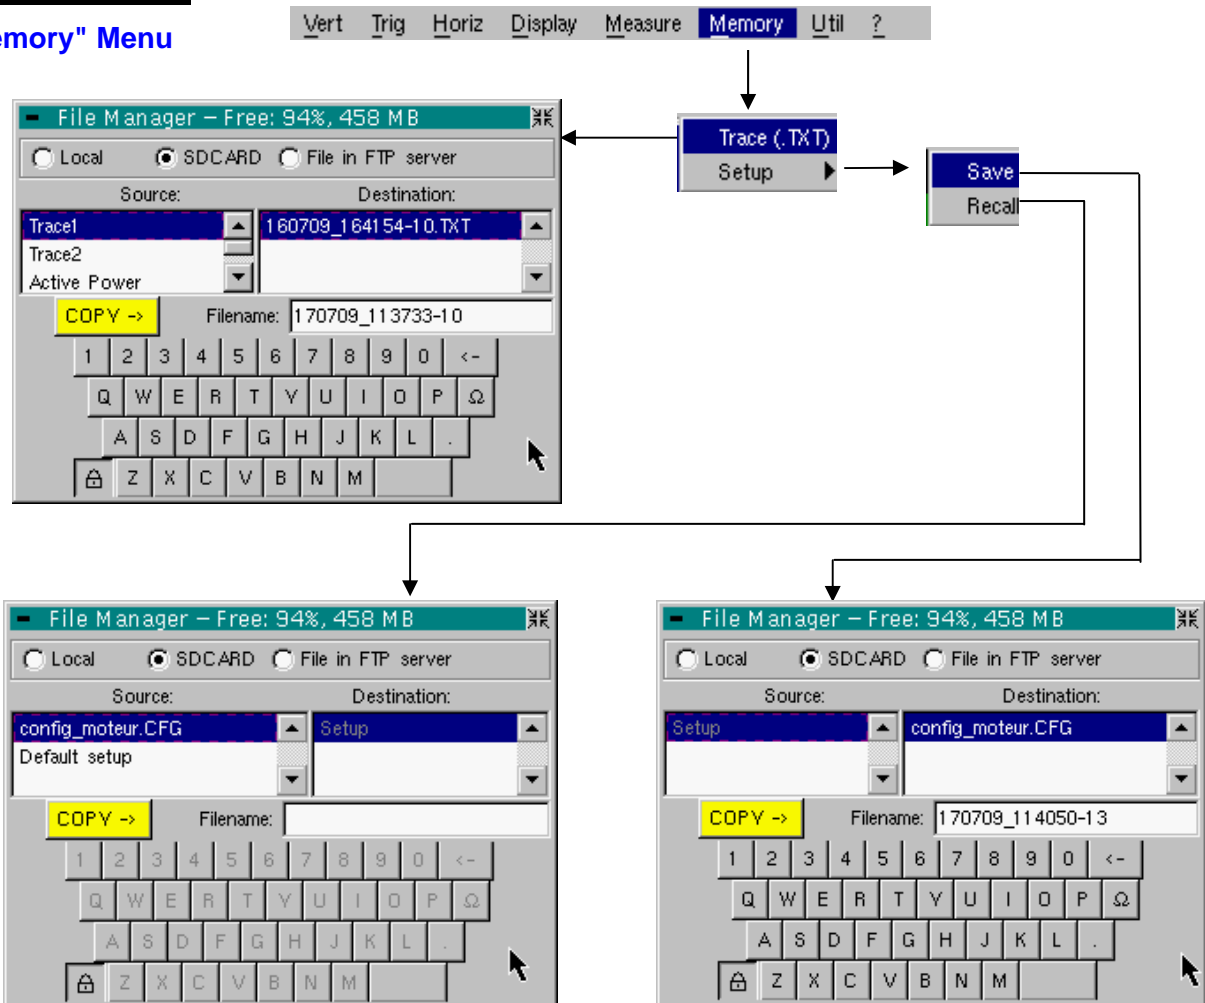 emory" Menu
Vert Trig Horiz Display Measure Memory Util ?
Trace (.TXT)
Setup
Save
Recall
File Manager – Free: 94%, 458 MB
Local SDCARD File in FTP server
Source: Destination:
Trace1 160709_164154-10.TXT
Trace2
Active Power
COPY -> Filename: 170709_113733-10
1 2 3 4 5 6 7 8 9 0 <-
Q W E R T Y U I O P Ω
A S D F G H J K L .
Z X C V B N M
File Manager – Free: 94%, 458 MB
Local SDCARD File in FTP server
Source: Destination:
config_moteur.CFG Setup
Default setup
COPY -> Filename:
1 2 3 4 5 6 7 8 9 0 <-
Q W E R T Y U I O P Ω
A S D F G H J K L .
Z X C V B N M
File Manager – Free: 94%, 458 MB
Local SDCARD File in FTP server
Source: Destination:
Setup config_moteur.CFG
COPY -> Filename: 170709_114050-13
1 2 3 4 5 6 7 8 9 0 <-
Q W E R T Y U I O P Ω
A S D F G H J K L .
Z X C V B N M